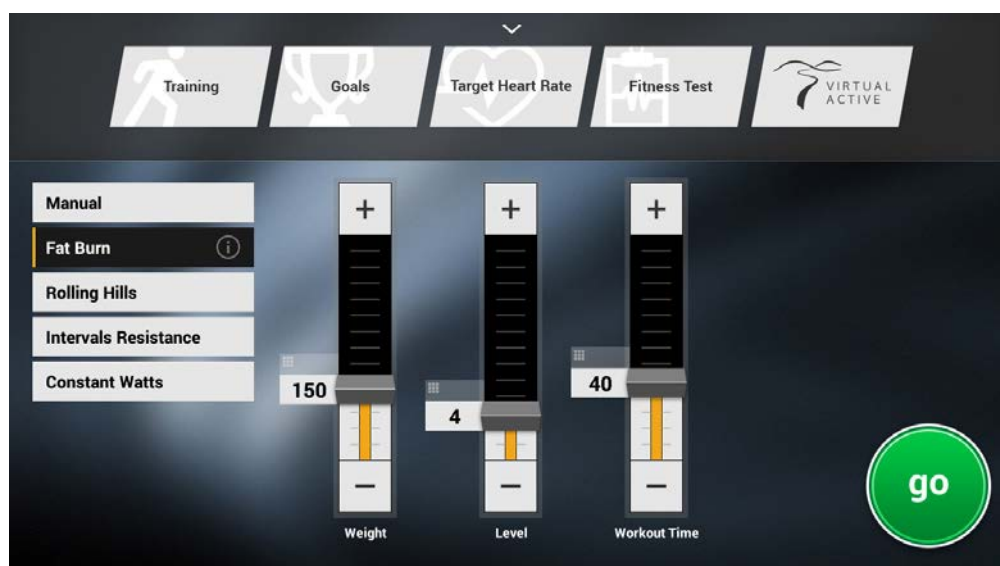 Training
Goals
Target Heart Rate
Fitness Test
VIRTUAL
ACTIVE
Manual
Fat Burn
Rolling Hills
Intervals Resistance
Constant Watts
+
+
+
150
4
40
−
−
−
Weight
Level
Workout Time
go